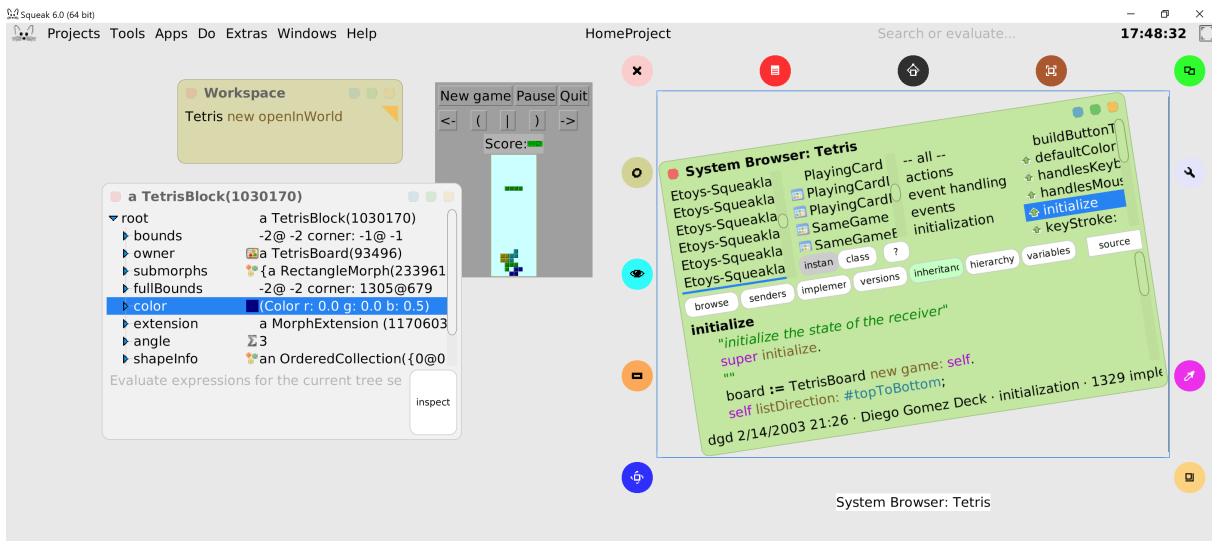 Squeak 6.0 (64 bit)
Projects Tools Apps Do Extras Windows Help
HomeProject
Search or evaluate...
17:48:32
Workspace
Tetris new openInWorld
New game Pause Quit
<- ( | ) ->
Score:
a TetrisBlock(1030170)
root a TetrisBlock(1030170)
bounds -2@ -2 corner: -1@ -1
owner a TetrisBoard(93496)
submorphs {a RectangleMorph(233961
fullBounds -2@ -2 corner: 1305@679
color (Color r: 0.0 g: 0.0 b: 0.5)
extension a MorphExtension (1170603
angle 3
shapeInfo an OrderedCollection({0@0
Evaluate expressions for the current tree se
inspect
System Browser: Tetris
Etoys-Squeakla
Etoys-Squeakla
Etoys-Squeakla
Etoys-Squeakla
Etoys-Squeakla
Etoys-Squeakla
PlayingCard
PlayingCardI
PlayingCardI
SameGame
SameGameE
-- all --
actions
event handling
events
initialization
buildButtonT
defaultColor
handlesKeyb
handlesMous
initialize
keyStroke:
instan class ?
browse senders implemer versions inheritanc hierarchy variables source
initialize
"initialize the state of the receiver"
super initialize.
""
board := TetrisBoard new game: self.
self listDirection: #topToBottom;
dgd 2/14/2003 21:26 · Diego Gomez Deck · initialization · 1329 imple
System Browser: Tetris